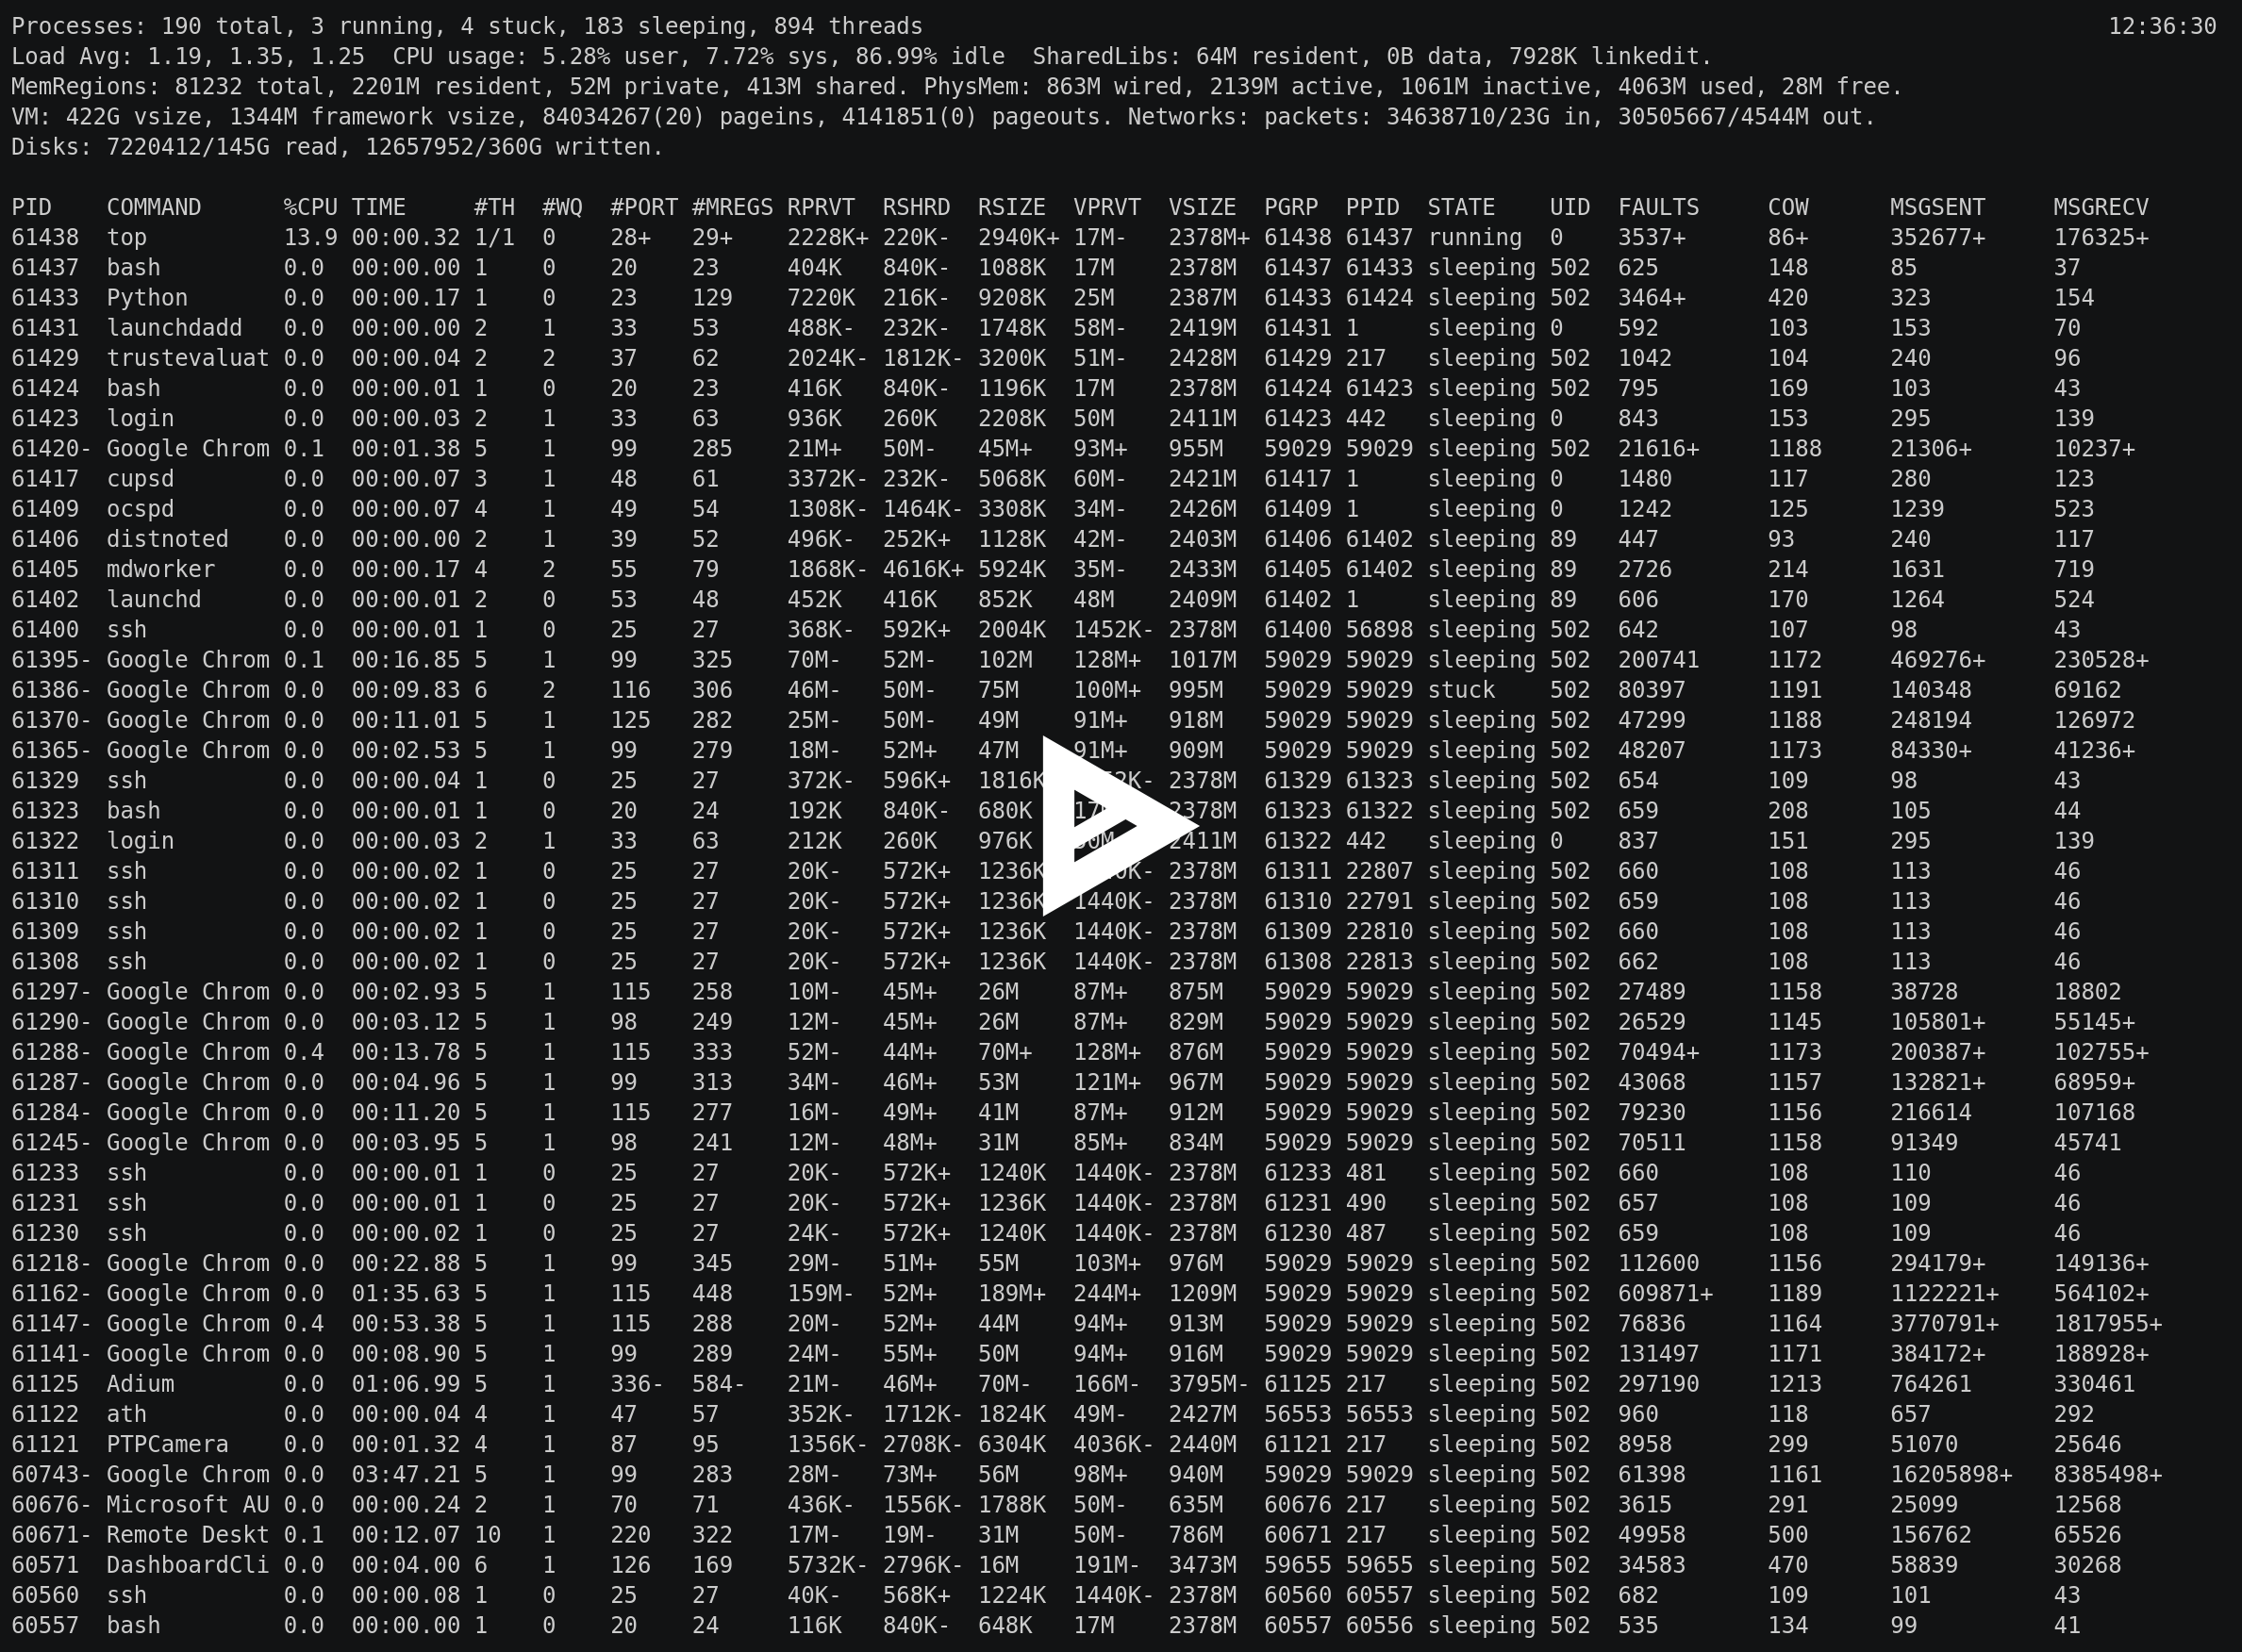 Processes: 190 total, 3 running, 4 stuck, 183 sleeping, 894 threads 12:36:30
Load Avg: 1.19, 1.35, 1.25  CPU usage: 5.28% user, 7.72% sys, 86.99% idle  SharedLibs: 64M resident, 0B data, 7928K linkedit.
MemRegions: 81232 total, 2201M resident, 52M private, 413M shared. PhysMem: 863M wired, 2139M active, 1061M inactive, 4063M used, 28M free.
VM: 422G vsize, 1344M framework vsize, 84034267(20) pageins, 4141851(0) pageouts. Networks: packets: 34638710/23G in, 30505667/4544M out.
Disks: 7220412/145G read, 12657952/360G written.
PID COMMAND %CPU TIME #TH #WQ #PORT #MREGS RPRVT RSHRD RSIZE VPRVT VSIZE PGRP PPID STATE UID FAULTS COW MSGSENT MSGRECV
61438 top 13.9 00:00.32 1/1 0 28+ 29+ 2228K+ 220K- 2940K+ 17M- 2378M+ 61438 61437 running 0 3537+ 86+ 352677+ 176325+
61437 bash 0.0 00:00.00 1 0 20 23 404K 840K- 1088K 17M 2378M 61437 61433 sleeping 502 625 148 85 37
61433 Python 0.0 00:00.17 1 0 23 129 7220K 216K- 9208K 25M 2387M 61433 61424 sleeping 502 3464+ 420 323 154
61431 launchdadd 0.0 00:00.00 2 1 33 53 488K- 232K- 1748K 58M- 2419M 61431 1 sleeping 0 592 103 153 70
61429 trustevaluat 0.0 00:00.04 2 2 37 62 2024K- 1812K- 3200K 51M- 2428M 61429 217 sleeping 502 1042 104 240 96
61424 bash 0.0 00:00.01 1 0 20 23 416K 840K- 1196K 17M 2378M 61424 61423 sleeping 502 795 169 103 43
61423 login 0.0 00:00.03 2 1 33 63 936K 260K 2208K 50M 2411M 61423 442 sleeping 0 843 153 295 139
61420- Google Chrom 0.1 00:01.38 5 1 99 285 21M+ 50M- 45M+ 93M+ 955M 59029 59029 sleeping 502 21616+ 1188 21306+ 10237+
61417 cupsd 0.0 00:00.07 3 1 48 61 3372K- 232K- 5068K 60M- 2421M 61417 1 sleeping 0 1480 117 280 123
61409 ocspd 0.0 00:00.07 4 1 49 54 1308K- 1464K- 3308K 34M- 2426M 61409 1 sleeping 0 1242 125 1239 523
61406 distnoted 0.0 00:00.00 2 1 39 52 496K- 252K+ 1128K 42M- 2403M 61406 61402 sleeping 89 447 93 240 117
61405 mdworker 0.0 00:00.17 4 2 55 79 1868K- 4616K+ 5924K 35M- 2433M 61405 61402 sleeping 89 2726 214 1631 719
61402 launchd 0.0 00:00.01 2 0 53 48 452K 416K 852K 48M 2409M 61402 1 sleeping 89 606 170 1264 524
61400 ssh 0.0 00:00.01 1 0 25 27 368K- 592K+ 2004K 1452K- 2378M 61400 56898 sleeping 502 642 107 98 43
61395- Google Chrom 0.1 00:16.85 5 1 99 325 70M- 52M- 102M 128M+ 1017M 59029 59029 sleeping 502 200741 1172 469276+ 230528+
61386- Google Chrom 0.0 00:09.83 6 2 116 306 46M- 50M- 75M 100M+ 995M 59029 59029 stuck 502 80397 1191 140348 69162
61370- Google Chrom 0.0 00:11.01 5 1 125 282 25M- 50M- 49M 91M+ 918M 59029 59029 sleeping 502 47299 1188 248194 126972
61365- Google Chrom 0.0 00:02.53 5 1 99 279 18M- 52M+ 47M 91M+ 909M 59029 59029 sleeping 502 48207 1173 84330+ 41236+
61329 ssh 0.0 00:00.04 1 0 25 27 372K- 596K+ 1816K 2378M 61329 61323 sleeping 502 654 109 98 43
61323 bash 0.0 00:00.01 1 0 20 24 192K 840K- 680K 2378M 61323 61322 sleeping 502 659 208 105 44
61322 login 0.0 00:00.03 2 1 33 63 212K 260K 976K 2411M 61322 442 sleeping 0 837 151 295 139
61311 ssh 0.0 00:00.02 1 0 25 27 20K- 572K+ 1236K 2378M 61311 22807 sleeping 502 660 108 113 46
61310 ssh 0.0 00:00.02 1 0 25 27 20K- 572K+ 1236K 1440K- 2378M 61310 22791 sleeping 502 659 108 113 46
61309 ssh 0.0 00:00.02 1 0 25 27 20K- 572K+ 1236K 1440K- 2378M 61309 22810 sleeping 502 660 108 113 46
61308 ssh 0.0 00:00.02 1 0 25 27 20K- 572K+ 1236K 1440K- 2378M 61308 22813 sleeping 502 662 108 113 46
61297- Google Chrom 0.0 00:02.93 5 1 115 258 10M- 45M+ 26M 87M+ 875M 59029 59029 sleeping 502 27489 1158 38728 18802
61290- Google Chrom 0.0 00:03.12 5 1 98 249 12M- 45M+ 26M 87M+ 829M 59029 59029 sleeping 502 26529 1145 105801+ 55145+
61288- Google Chrom 0.4 00:13.78 5 1 115 333 52M- 44M+ 70M+ 128M+ 876M 59029 59029 sleeping 502 70494+ 1173 200387+ 102755+
61287- Google Chrom 0.0 00:04.96 5 1 99 313 34M- 46M+ 53M 121M+ 967M 59029 59029 sleeping 502 43068 1157 132821+ 68959+
61284- Google Chrom 0.0 00:11.20 5 1 115 277 16M- 49M+ 41M 87M+ 912M 59029 59029 sleeping 502 79230 1156 216614 107168
61245- Google Chrom 0.0 00:03.95 5 1 98 241 12M- 48M+ 31M 85M+ 834M 59029 59029 sleeping 502 70511 1158 91349 45741
61233 ssh 0.0 00:00.01 1 0 25 27 20K- 572K+ 1240K 1440K- 2378M 61233 481 sleeping 502 660 108 110 46
61231 ssh 0.0 00:00.01 1 0 25 27 20K- 572K+ 1236K 1440K- 2378M 61231 490 sleeping 502 657 108 109 46
61230 ssh 0.0 00:00.02 1 0 25 27 24K- 572K+ 1240K 1440K- 2378M 61230 487 sleeping 502 659 108 109 46
61218- Google Chrom 0.0 00:22.88 5 1 99 345 29M- 51M+ 55M 103M+ 976M 59029 59029 sleeping 502 112600 1156 294179+ 149136+
61162- Google Chrom 0.0 01:35.63 5 1 115 448 159M- 52M+ 189M+ 244M+ 1209M 59029 59029 sleeping 502 609871+ 1189 1122221+ 564102+
61147- Google Chrom 0.4 00:53.38 5 1 115 288 20M- 52M+ 44M 94M+ 913M 59029 59029 sleeping 502 76836 1164 3770791+ 1817955+
61141- Google Chrom 0.0 00:08.90 5 1 99 289 24M- 55M+ 50M 94M+ 916M 59029 59029 sleeping 502 131497 1171 384172+ 188928+
61125 Adium 0.0 01:06.99 5 1 336- 584- 21M- 46M+ 70M- 166M- 3795M- 61125 217 sleeping 502 297190 1213 764261 330461
61122 ath 0.0 00:00.04 4 1 47 57 352K- 1712K- 1824K 49M- 2427M 56553 56553 sleeping 502 960 118 657 292
61121 PTPCamera 0.0 00:01.32 4 1 87 95 1356K- 2708K- 6304K 4036K- 2440M 61121 217 sleeping 502 8958 299 51070 25646
60743- Google Chrom 0.0 03:47.21 5 1 99 283 28M- 73M+ 56M 98M+ 940M 59029 59029 sleeping 502 61398 1161 16205898+ 8385498+
60676- Microsoft AU 0.0 00:00.24 2 1 70 71 436K- 1556K- 1788K 50M- 635M 60676 217 sleeping 502 3615 291 25099 12568
60671- Remote Deskt 0.1 00:12.07 10 1 220 322 17M- 19M- 31M 50M- 786M 60671 217 sleeping 502 49958 500 156762 65526
60571 DashboardCli 0.0 00:04.00 6 1 126 169 5732K- 2796K- 16M 191M- 3473M 59655 59655 sleeping 502 34583 470 58839 30268
60560 ssh 0.0 00:00.08 1 0 25 27 40K- 568K+ 1224K 1440K- 2378M 60560 60557 sleeping 502 682 109 101 43
60557 bash 0.0 00:00.00 1 0 20 24 116K 840K- 648K 17M 2378M 60557 60556 sleeping 502 535 134 99 41